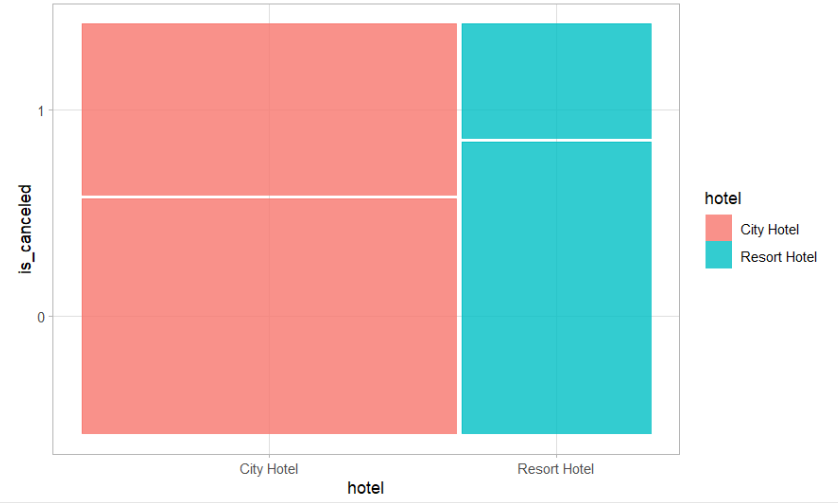 1
0
is_canceled
City Hotel
Resort Hotel
hotel
hotel
City Hotel
Resort Hotel